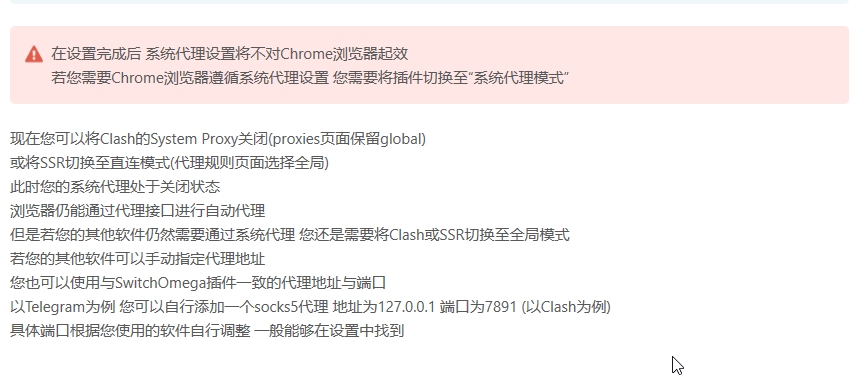 在设置完成后 系统代理设置将不对Chrome浏览器起效
若您需要Chrome浏览器遵循系统代理设置 您需要将插件切换至“系统代理模式”
现在您可以将Clash的System Proxy关闭(proxies页面保留global)
或将SSR切换至直连模式(代理规则页面选择全局)
此时您的系统代理处于关闭状态
浏览器仍能通过代理接口进行自动代理
但是若您的其他软件仍然需要通过系统代理 您还是需要将Clash或SSR切换至全局模式
若您的其他软件可以手动指定代理地址
您也可以使用与SwitchOmega插件一致的代理地址与端口
以Telegram为例 您可以自行添加一个socks5代理 地址为127.0.0.1 端口为7891 (以Clash为例)
具体端口根据您使用的软件自行调整 一般能够在设置中找到